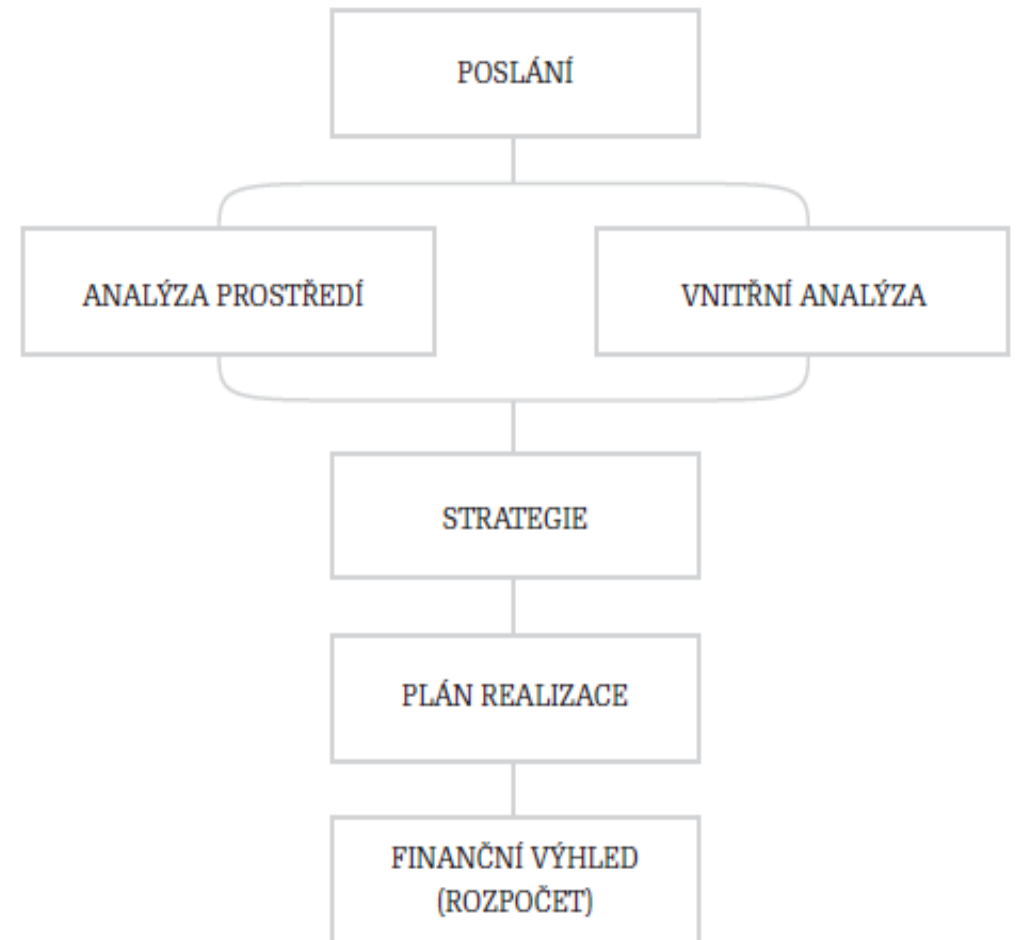 POSLÁNÍ
ANALÝZA PROSTŘEDÍ
VNITŘNÍ ANALÝZA
STRATEGIE
PLÁN REALIZACE
FINANČNÍ VÝHLED
(ROZPOČET)